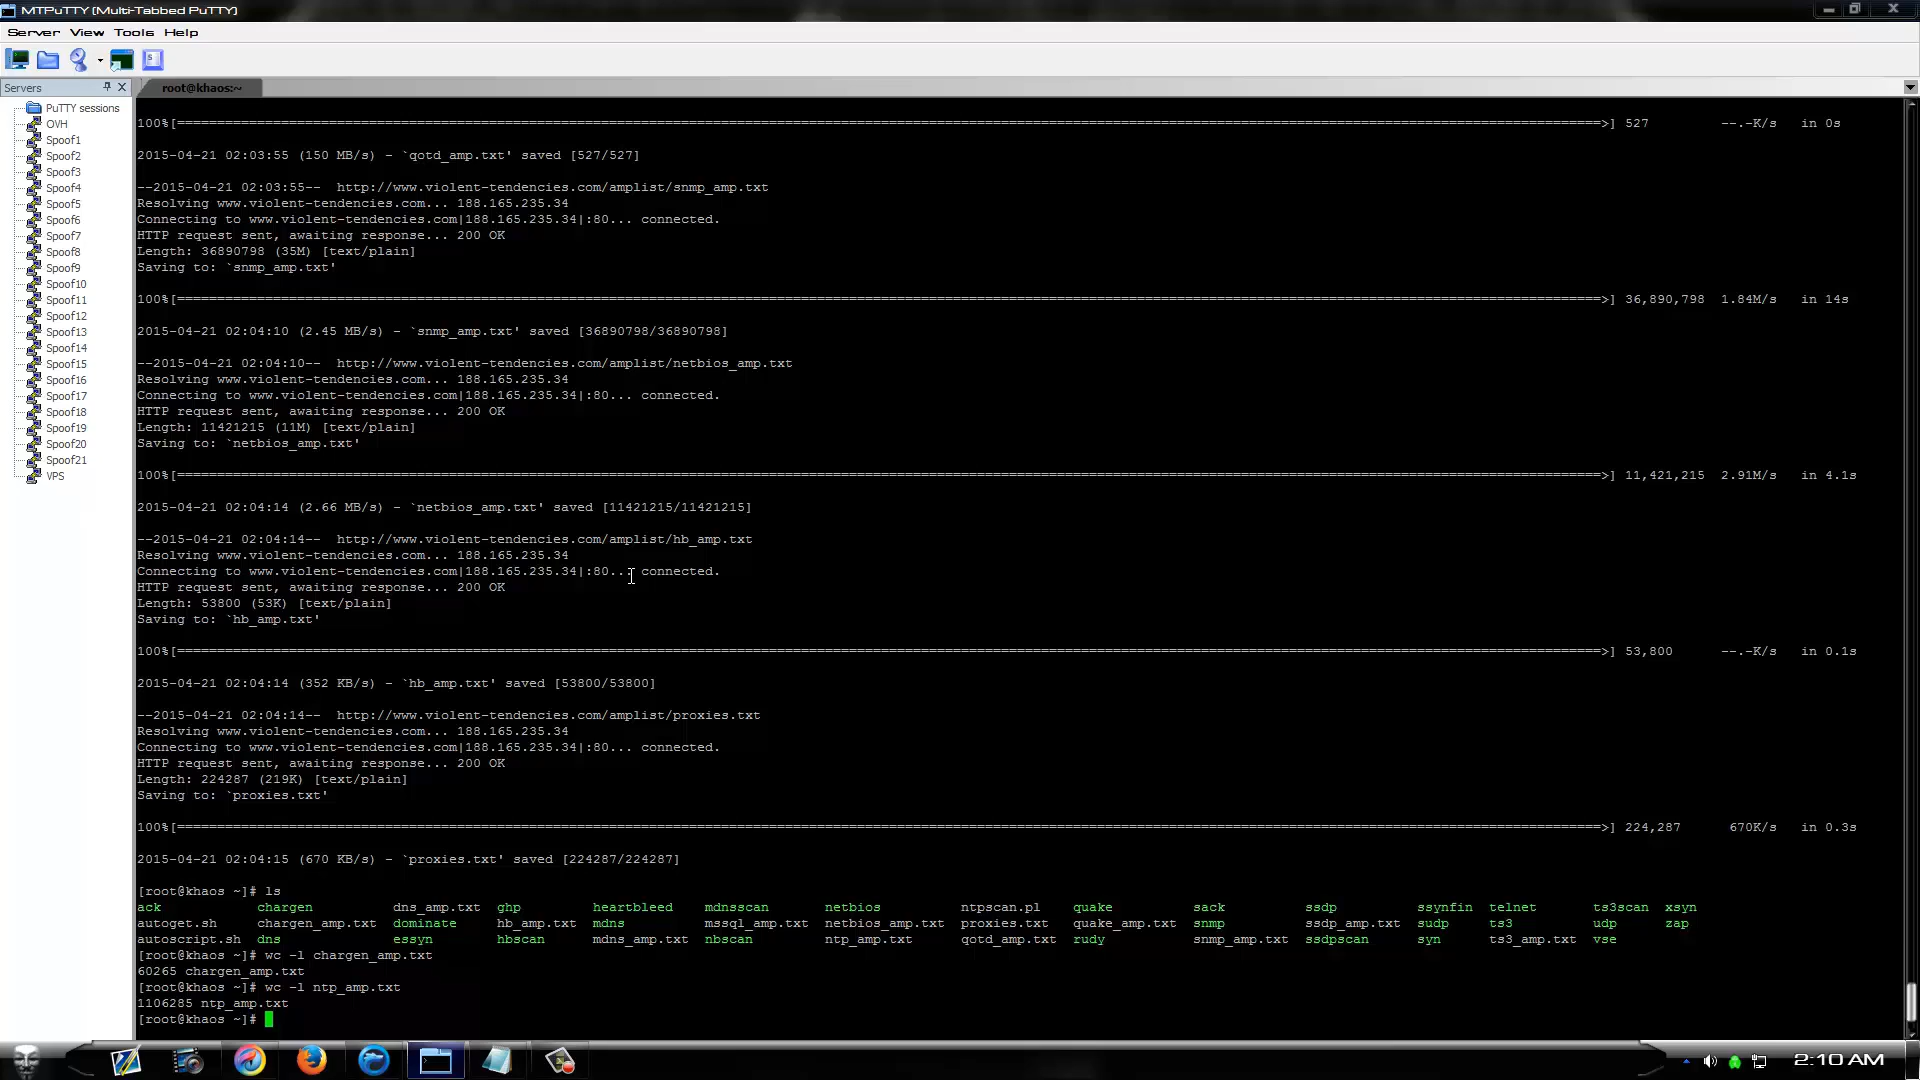 MTPuTTY (Multi-Tabbed PuTTY)
Server View Tools Help
Servers
root@khaos:~
PuTTY sessions
OVH
Spoof1
Spoof2
Spoof3
Spoof4
Spoof5
Spoof6
Spoof7
Spoof8
Spoof9
Spoof10
Spoof11
Spoof12
Spoof13
Spoof14
Spoof15
Spoof16
Spoof17
Spoof18
Spoof19
Spoof20
Spoof21
VPS
100%[=====================================>] 527 --.-K/s in 0s
2015-04-21 02:03:55 (150 MB/s) - `qotd_amp.txt' saved [527/527]
--2015-04-21 02:03:55-- http://www.violent-tendencies.com/amplist/snmp_amp.txt
Resolving www.violent-tendencies.com... 188.165.235.34
Connecting to www.violent-tendencies.com|188.165.235.34|:80... connected.
HTTP request sent, awaiting response... 200 OK
Length: 36890798 (35M) [text/plain]
Saving to: `snmp_amp.txt'
100%[=====================================>] 36,890,798 1.84M/s in 14s
2015-04-21 02:04:10 (2.45 MB/s) - `snmp_amp.txt' saved [36890798/36890798]
--2015-04-21 02:04:10-- http://www.violent-tendencies.com/amplist/netbios_amp.txt
Resolving www.violent-tendencies.com... 188.165.235.34
Connecting to www.violent-tendencies.com|188.165.235.34|:80... connected.
HTTP request sent, awaiting response... 200 OK
Length: 11421215 (11M) [text/plain]
Saving to: `netbios_amp.txt'
100%[=====================================>] 11,421,215 2.91M/s in 4.1s
2015-04-21 02:04:14 (2.66 MB/s) - `netbios_amp.txt' saved [11421215/11421215]
--2015-04-21 02:04:14-- http://www.violent-tendencies.com/amplist/hb_amp.txt
Resolving www.violent-tendencies.com... 188.165.235.34
Connecting to www.violent-tendencies.com|188.165.235.34|:80... connected.
HTTP request sent, awaiting response... 200 OK
Length: 53800 (53K) [text/plain]
Saving to: `hb_amp.txt'
100%[=====================================>] 53,800 --.-K/s in 0.1s
2015-04-21 02:04:14 (352 KB/s) - `hb_amp.txt' saved [53800/53800]
--2015-04-21 02:04:14-- http://www.violent-tendencies.com/amplist/proxies.txt
Resolving www.violent-tendencies.com... 188.165.235.34
Connecting to www.violent-tendencies.com|188.165.235.34|:80... connected.
HTTP request sent, awaiting response... 200 OK
Length: 224287 (219K) [text/plain]
Saving to: `proxies.txt'
100%[=====================================>] 224,287 670K/s in 0.3s
2015-04-21 02:04:15 (670 KB/s) - `proxies.txt' saved [224287/224287]
[root@khaos ~]# ls
ack chargen dns_amp.txt ghp heartbleed mdnsscan netbios ntpscan.pl quake sack ssdp ssynfin telnet ts3scan xsyn
autoget.sh chargen_amp.txt dominate hb_amp.txt mdns mssql_amp.txt netbios_amp.txt proxies.txt quake_amp.txt snmp ssdp_amp.txt sudp ts3 udp zap
autoscript.sh dns essyn hbscan mdns_amp.txt nbscan ntp_amp.txt qotd_amp.txt rudy snmp_amp.txt ssdpscan syn ts3_amp.txt vse
[root@khaos ~]# wc -l chargen_amp.txt
60265 chargen_amp.txt
[root@khaos ~]# wc -l ntp_amp.txt
1106285 ntp_amp.txt
[root@khaos ~]#
2:10 AM